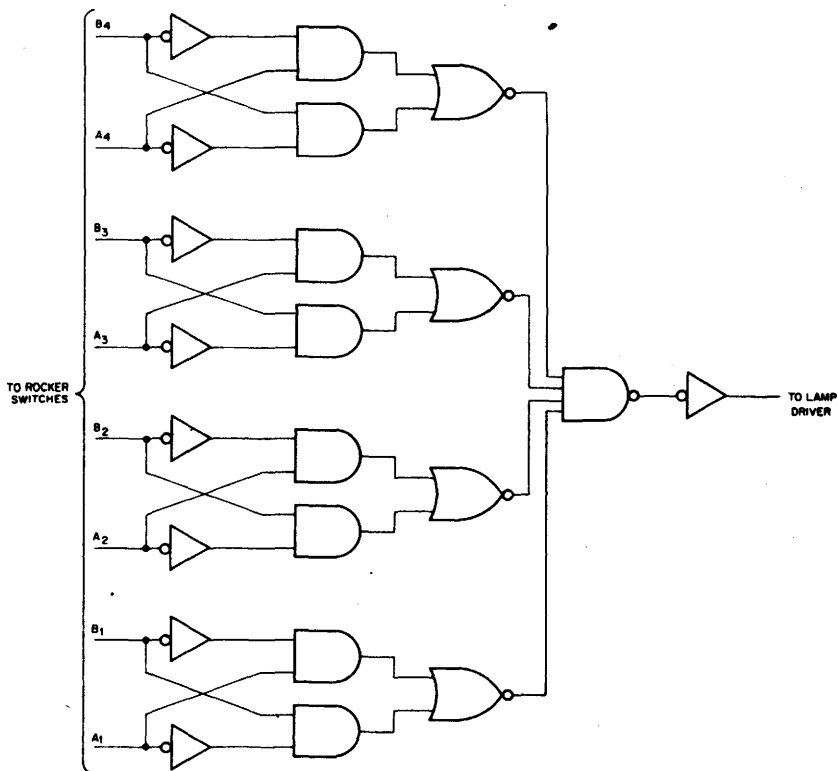 B4
A4
B3
A3
TO ROCKER
SWITCHES
TO LAMP
DRIVER
B2
A2
B1
A1